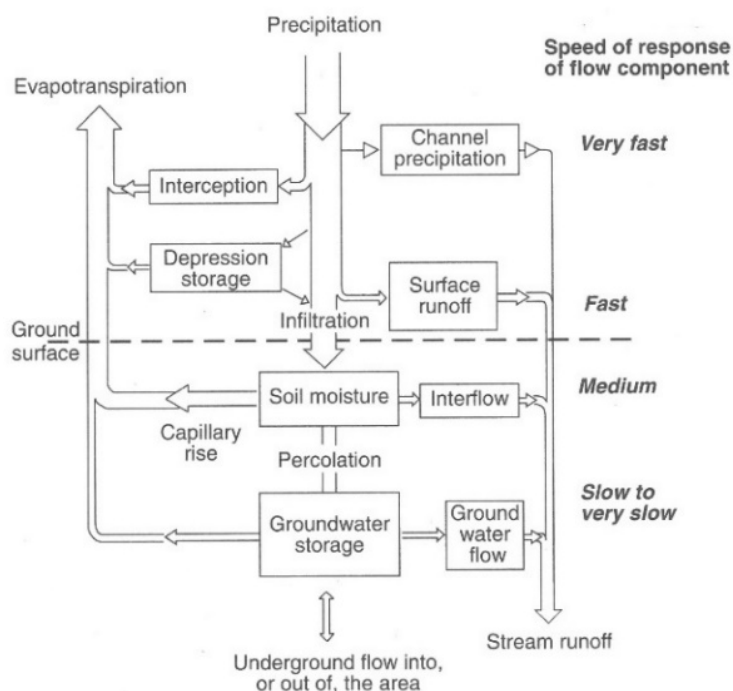 Precipitation
Speed of response
of flow component
Evapotranspiration
Channel
precipitation
Very fast
Interception
Depression
storage
Surface
runoff
Fast
Infiltration
Ground
surface
Soil moisture
Interflow
Medium
Capillary
rise
Percolation
Groundwater
storage
Ground
water
flow
Slow to
very slow
Stream runoff
Underground flow into,
or out of, the area